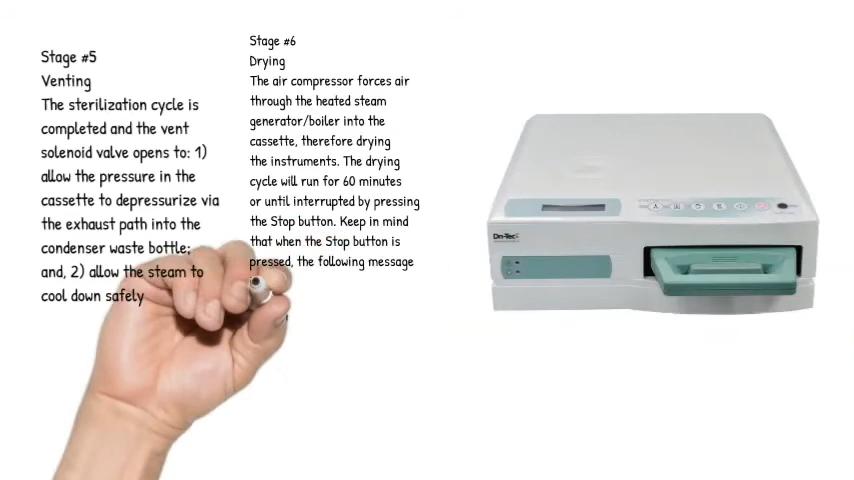 Stage #5
Venting
The sterilization cycle is
completed and the vent
solenoid valve opens to: 1)
allow the pressure in the
cassette to depressurize via
the exhaust path into the
condenser waste bottle;
and, 2) allow the steam to
cool down safely
Stage #6
Drying
The air compressor forces air
through the heated steam
generator/boiler into the
cassette, therefore drying
the instruments. The drying
cycle will run for 60 minutes
or until interrupted by pressing
the Stop button. Keep in mind
that when the Stop button is
pressed, the following message
Dn-Tec